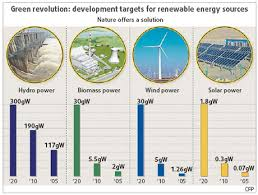 Green revolution: development targets for renewable energy sources
Nature offers a solution
Hydro power
Biomass power
Wind power
Solar power
300gW
190gW
117gW
'20 '10 '05
30gW
5.5gW
2gW
'20 '10 '05
30gW
5gW
1.26gW
'20 '10 '05
1.8gW
0.3gW
0.07gW
'20 '10 '05